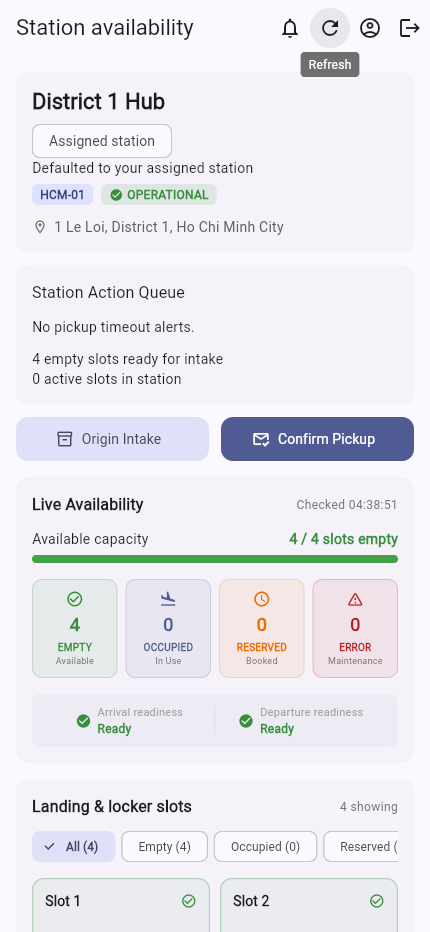 Station availability
Refresh
District 1 Hub
Assigned station
Defaulted to your assigned station
HCM-01 OPERATIONAL
1 Le Loi, District 1, Ho Chi Minh City
Station Action Queue
No pickup timeout alerts.
4 empty slots ready for intake
0 active slots in station
Origin Intake Confirm Pickup
Live Availability Checked 04:38:51
Available capacity 4 / 4 slots empty
4 0 0 0
EMPTY OCCUPIED RESERVED ERROR
Available In Use Booked Maintenance
Arrival readiness Departure readiness
Ready Ready
Landing & locker slots 4 showing
All (4) Empty (4) Occupied (0) Reserved (
Slot 1 Slot 2